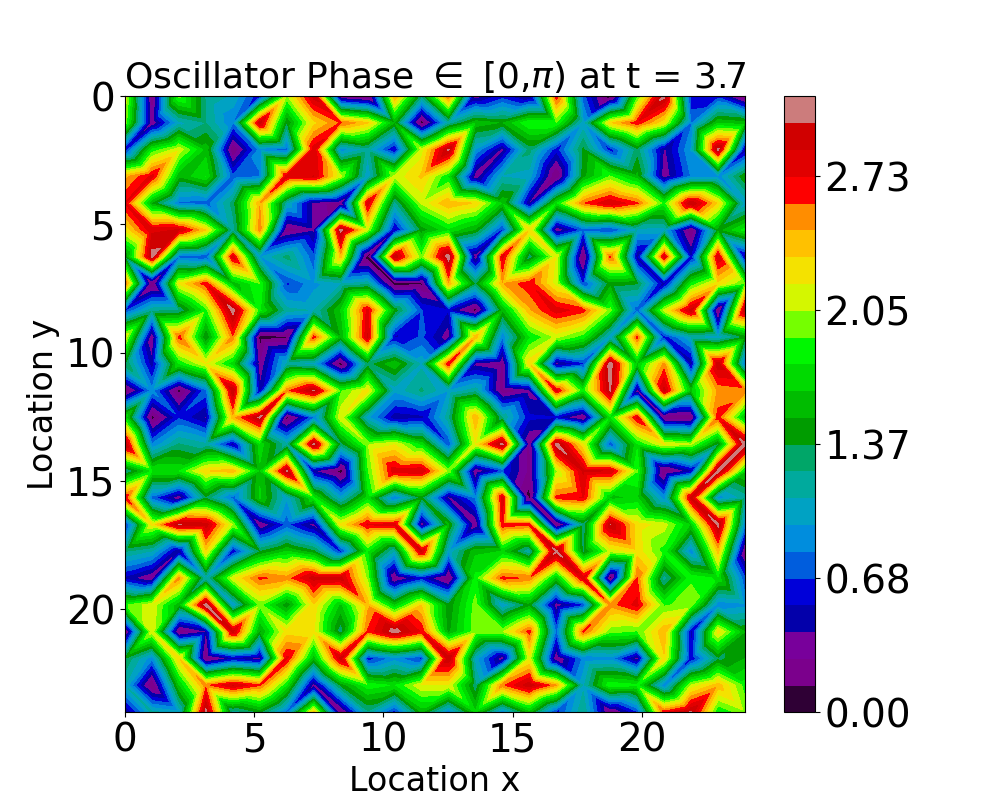 Oscillator Phase ∈ [0,π) at t = 3.7
0
5
10
15
20
Location y
0 5 10 15 20
Location x
2.73
2.05
1.37
0.68
0.00